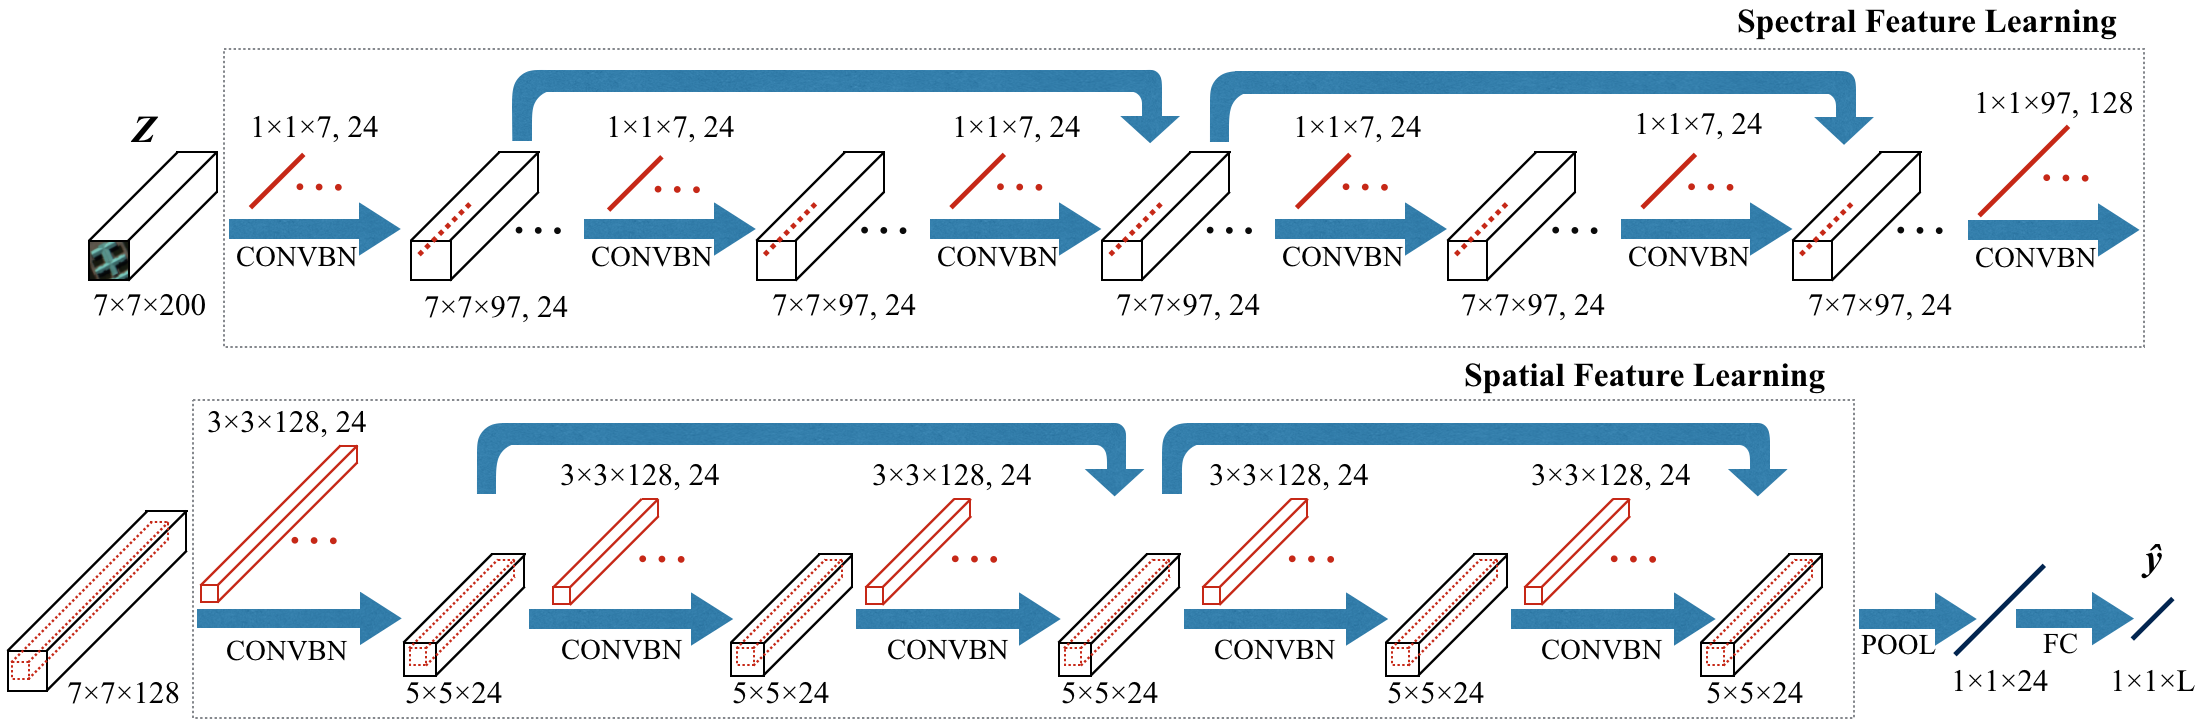 Spectral Feature Learning
Z
1×1×7, 24
1×1×7, 24
1×1×7, 24
1×1×7, 24
1×1×7, 24
1×1×97, 128
CONVBN
CONVBN
CONVBN
CONVBN
CONVBN
CONVBN
7×7×200
7×7×97, 24
7×7×97, 24
7×7×97, 24
7×7×97, 24
7×7×97, 24
Spatial Feature Learning
3×3×128, 24
3×3×128, 24
3×3×128, 24
3×3×128, 24
3×3×128, 24
ŷ
CONVBN
CONVBN
CONVBN
CONVBN
CONVBN
POOL
FC
7×7×128
5×5×24
5×5×24
5×5×24
5×5×24
5×5×24
1×1×24
1×1×L